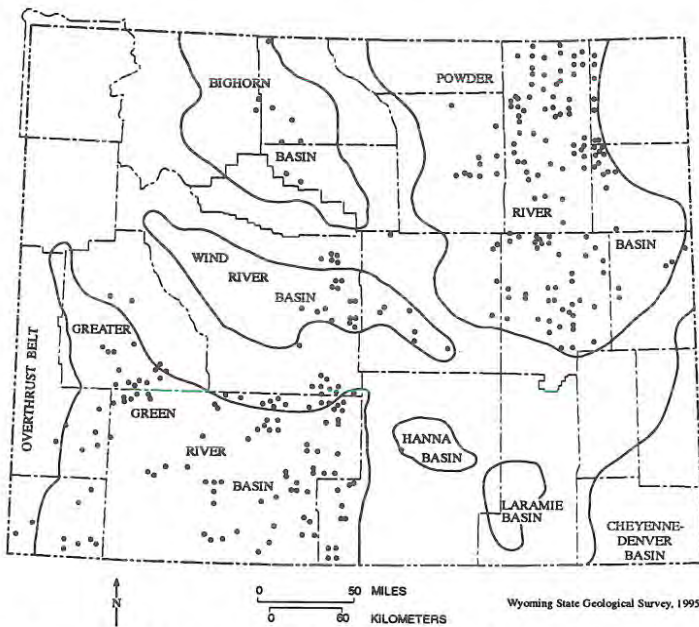 BIGHORN
BASIN
POWDER
RIVER
BASIN
WIND
RIVER
BASIN
OVERTHRUST BELT
GREATER
GREEN
RIVER
BASIN
HANNA
BASIN
LARAMIE
BASIN
CHEYENNE-
DENVER
BASIN
N
0 50 MILES
0 60 KILOMETERS
Wyoming State Geological Survey, 1995